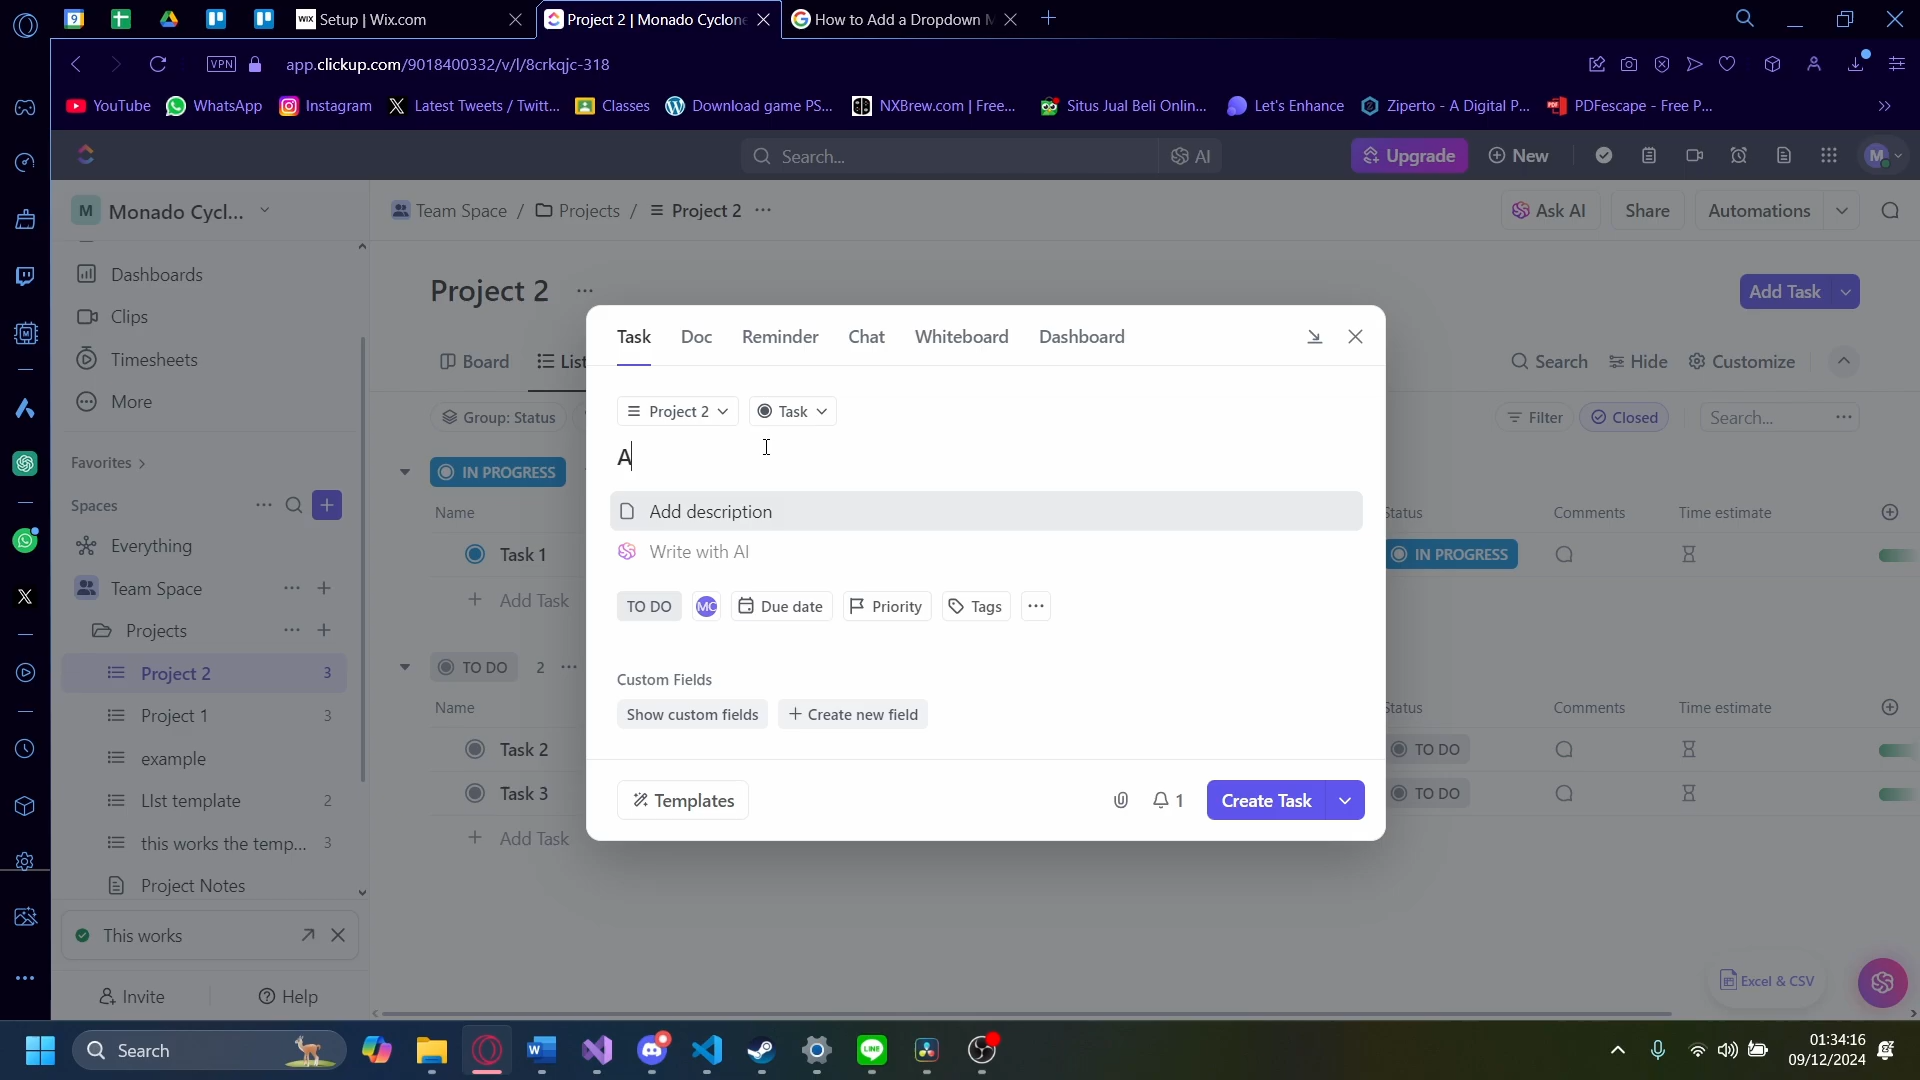 Setup | Wix.com
Project 2 | Monado Cyclone
How to Add a Dropdown M
VPN
app.clickup.com/9018400332/v/l/8crkqjc-318
YouTube
WhatsApp
Instagram
Latest Tweets / Twitt...
Classes
Download game PS...
NXBrew.com | Free...
Situs Jual Beli Onlin...
Let's Enhance
Ziperto - A Digital P...
PDFescape - Free P...
Search...
AI
Upgrade
New
M
M Monado Cycl...
Team Space / Projects / Project 2
Ask AI
Share
Automations
Dashboards
Clips
Timesheets
More
Favorites
Spaces
Everything
Team Space
Projects
Project 2 3
Project 1 3
example
LIst template 2
this works the temp... 3
Project Notes
This works
Invite
Help
Project 2
Add Task
Board
List
Search
Hide
Customize
Group: Status
Filter
Closed
Search...
IN PROGRESS
Name
Status
Comments
Time estimate
Task 1
IN PROGRESS
Add Task
TO DO 2
Name
Status
Comments
Time estimate
Task 2
TO DO
Task 3
TO DO
Add Task
Task
Doc
Reminder
Chat
Whiteboard
Dashboard
Project 2
Task
A
Add description
Write with AI
TO DO
MC
Due date
Priority
Tags
Custom Fields
Show custom fields
+ Create new field
Templates
1
Create Task
Excel & CSV
Search
01:34:16
09/12/2024